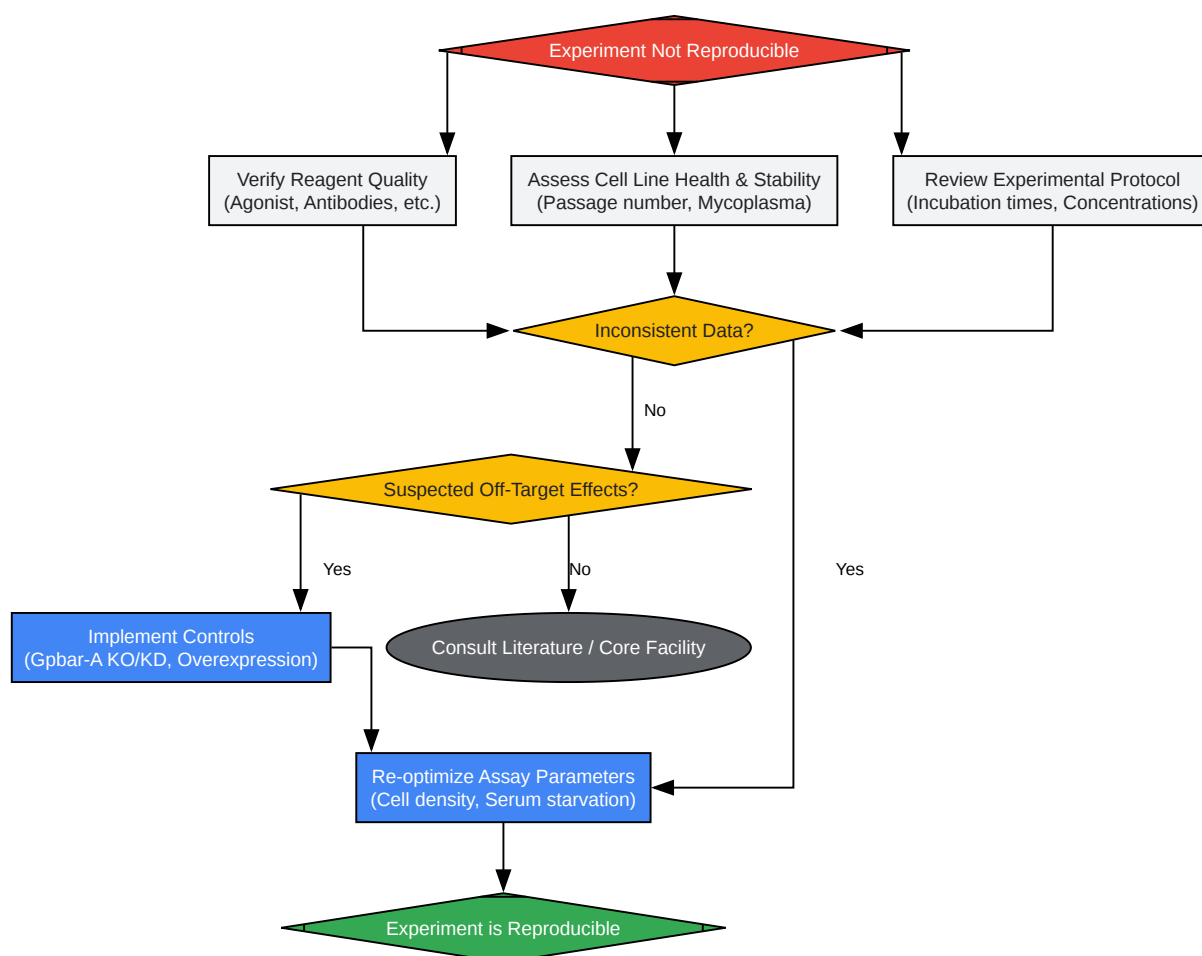 Experiment Not Reproducible
Verify Reagent Quality
(Agonist, Antibodies, etc.)
Assess Cell Line Health & Stability
(Passage number, Mycoplasma)
Review Experimental Protocol
(Incubation times, Concentrations)
Inconsistent Data?
No
Suspected Off-Target Effects?
Yes
No
Yes
Implement Controls
(Gpbar-A KO/KD, Overexpression)
Consult Literature / Core Facility
Re-optimize Assay Parameters
(Cell density, Serum starvation)
Experiment is Reproducible